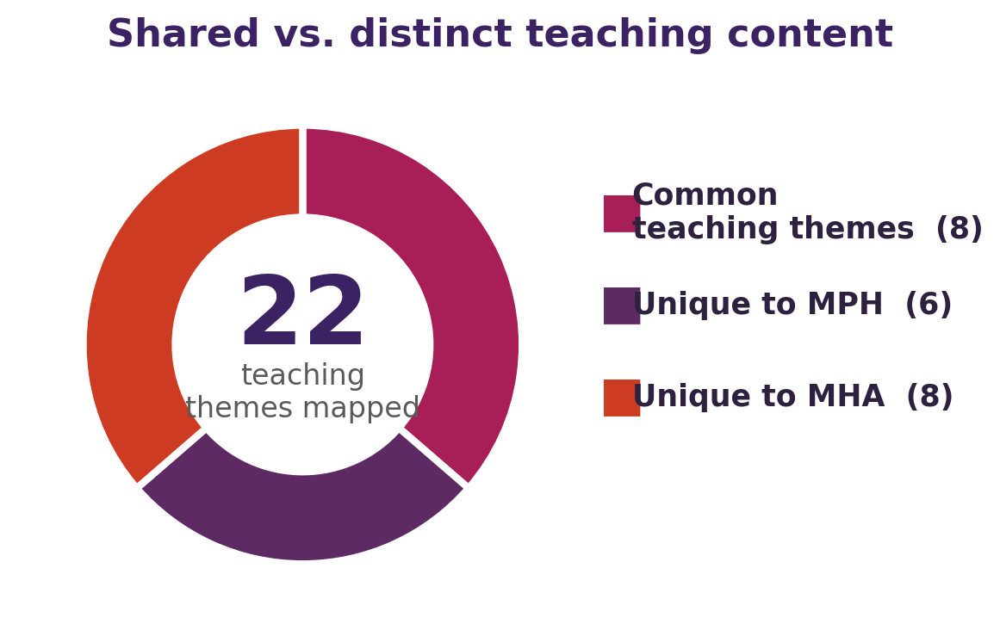 Shared vs. distinct teaching content
22
teaching
themes mapped
Common
teaching themes (8)
Unique to MPH (6)
Unique to MHA (8)